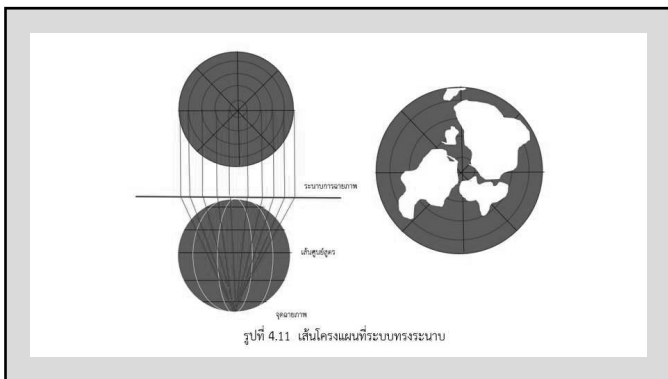 ระนาบการฉายภาพ
เส้นศูนย์สูตร
จุดฉายภาพ
รูปที่ 4.11 เส้นโครงแผนที่ระบบทรงระนาบ